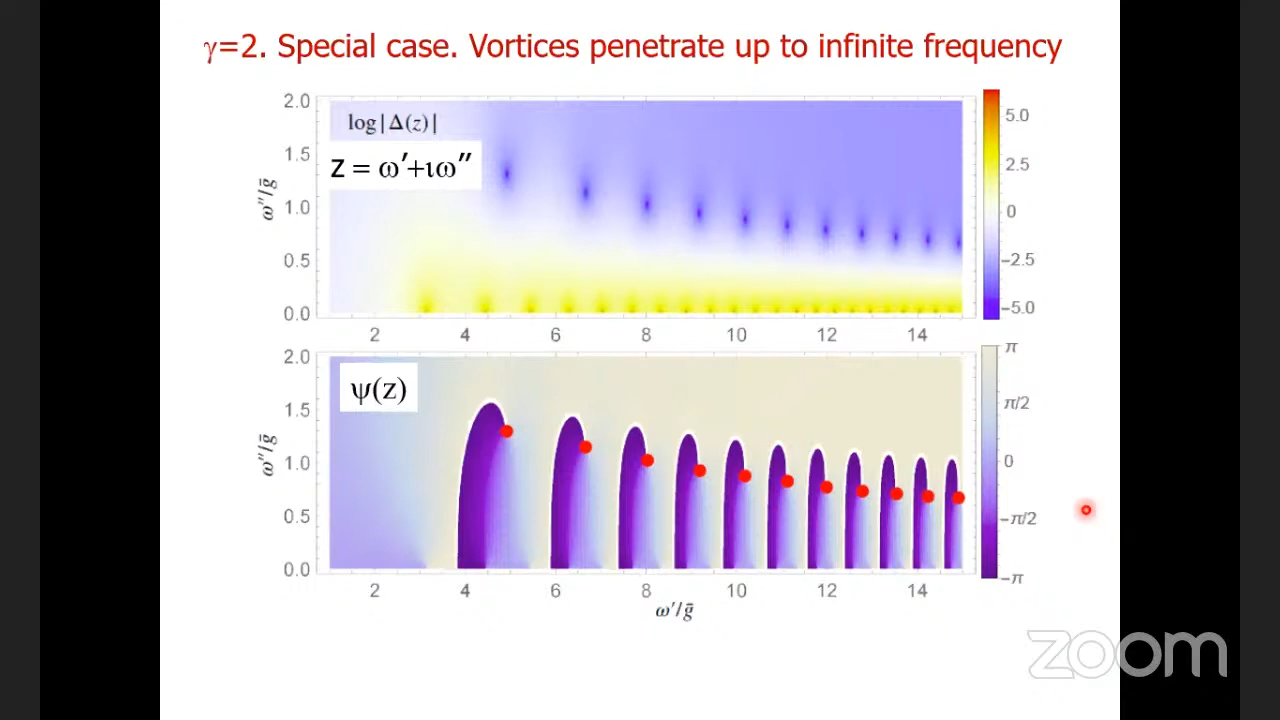 γ=2. Special case. Vortices penetrate up to infinite frequency
log|Δ(z)|
z = ω′+ιω″
ω″/ḡ
2.0
1.5
1.0
0.5
0.0
2 4 6 8 10 12 14
5.0
2.5
0
−2.5
−5.0
ψ(z)
ω″/ḡ
2.0
1.5
1.0
0.5
0.0
2 4 6 8 10 12 14
ω′/ḡ
π
π/2
0
−π/2
−π
zoom